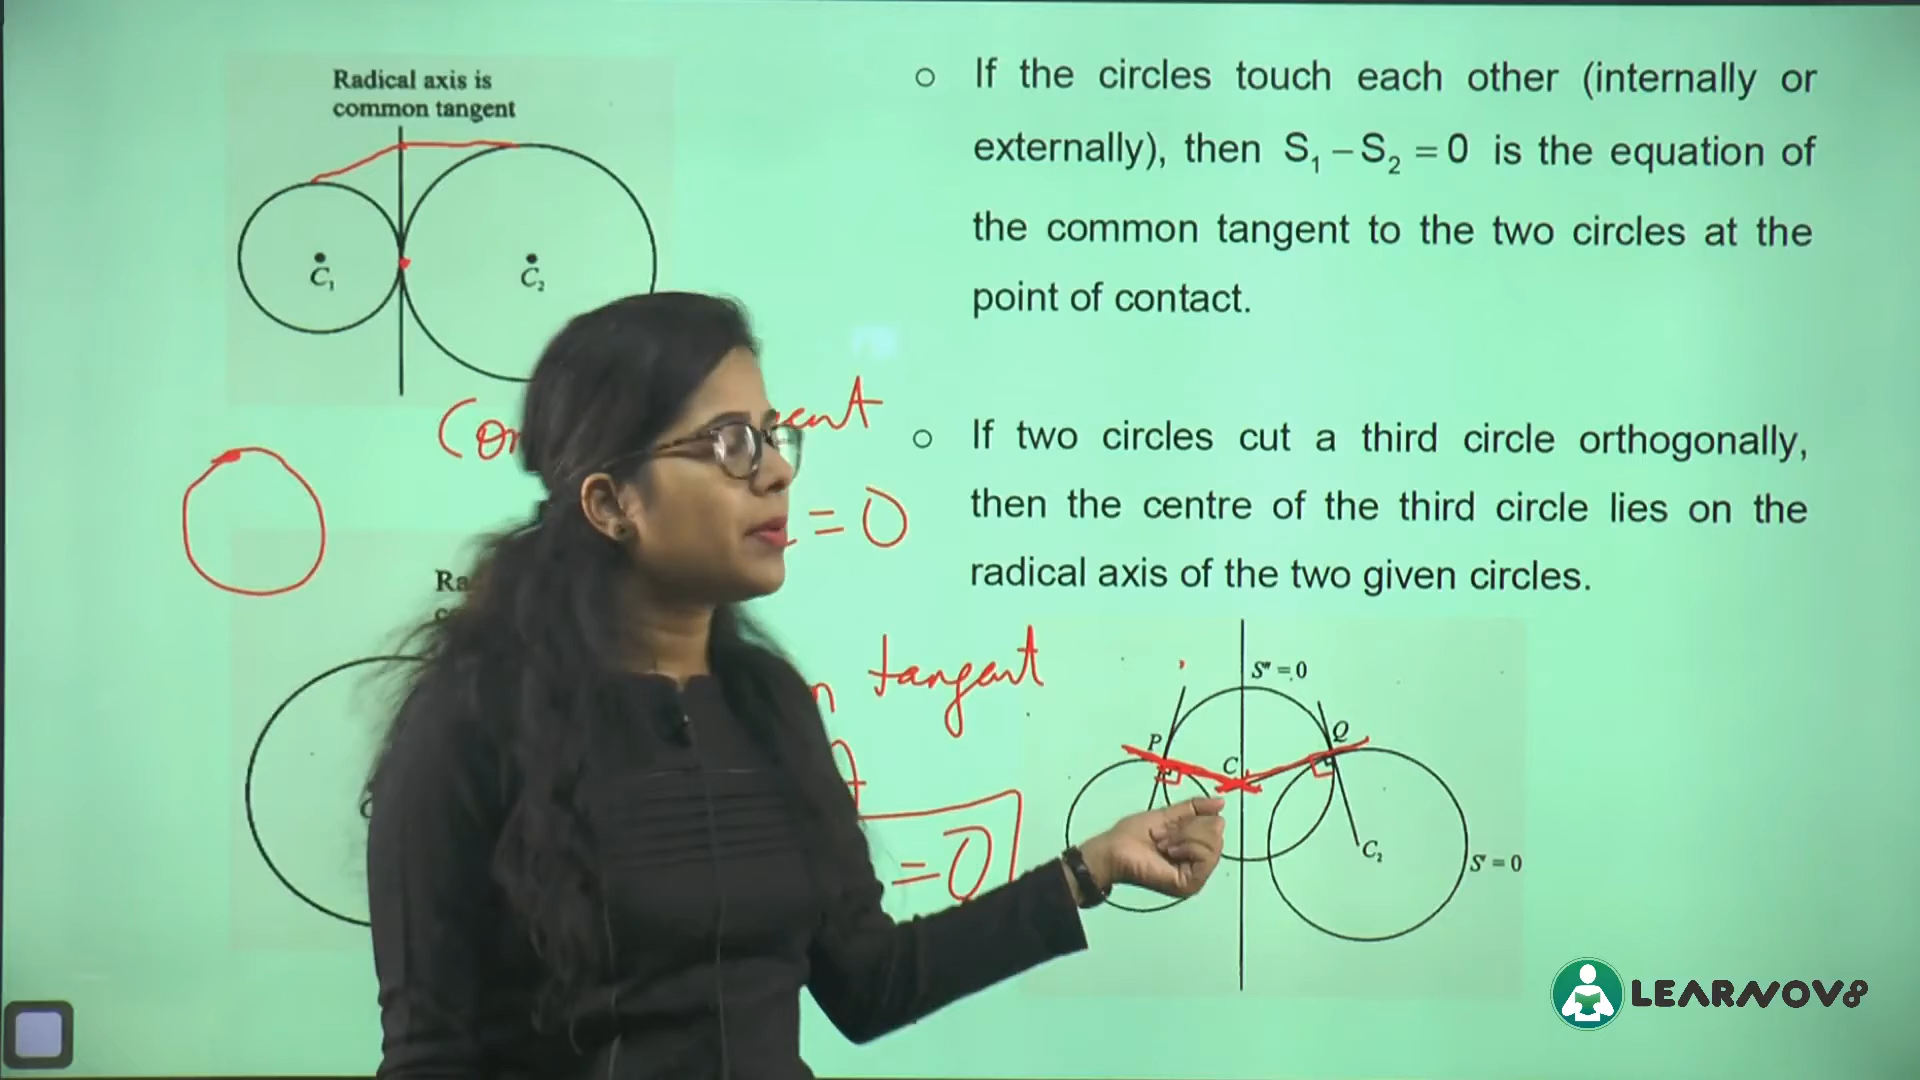 Radical axis is
common tangent
C₁
C₂
= 0
tangent
= 0
○ If the circles touch each other (internally or
externally), then S₁ – S₂ = 0 is the equation of
the common tangent to the two circles at the
point of contact.
○ If two circles cut a third circle orthogonally,
then the centre of the third circle lies on the
radical axis of the two given circles.
S" = 0
P
Q
C
C₂
S = 0
LEARNOV8